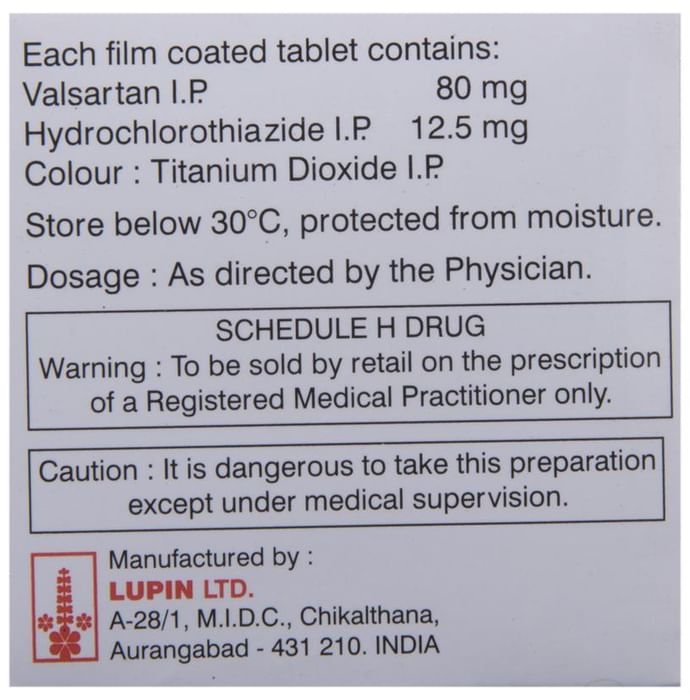 Each film coated tablet contains:
Valsartan I.P. 80 mg
Hydrochlorothiazide I.P. 12.5 mg
Colour : Titanium Dioxide I.P.
Store below 30°C, protected from moisture.
Dosage : As directed by the Physician.
SCHEDULE H DRUG
Warning : To be sold by retail on the prescription
of a Registered Medical Practitioner only.
Caution : It is dangerous to take this preparation
except under medical supervision.
Manufactured by :
LUPIN LTD.
A-28/1, M.I.D.C., Chikalthana,
Aurangabad - 431 210. INDIA